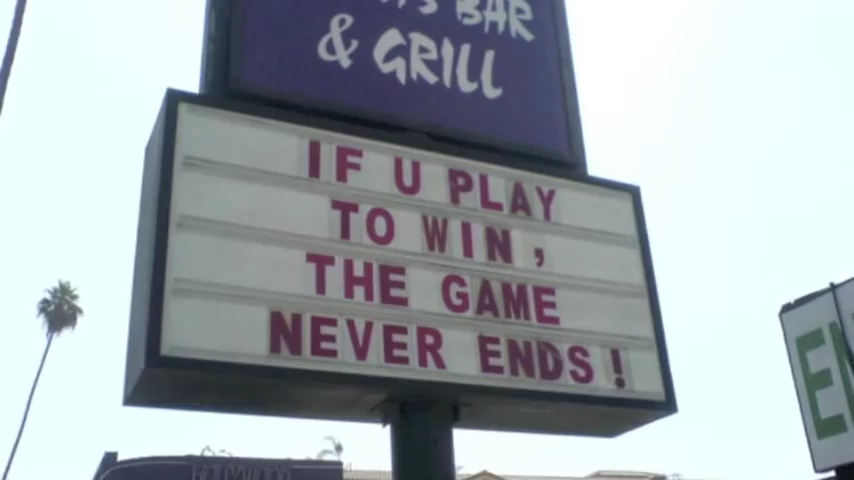 BAR
& GRILL
IF U PLAY
TO WIN,
THE GAME
NEVER ENDS!